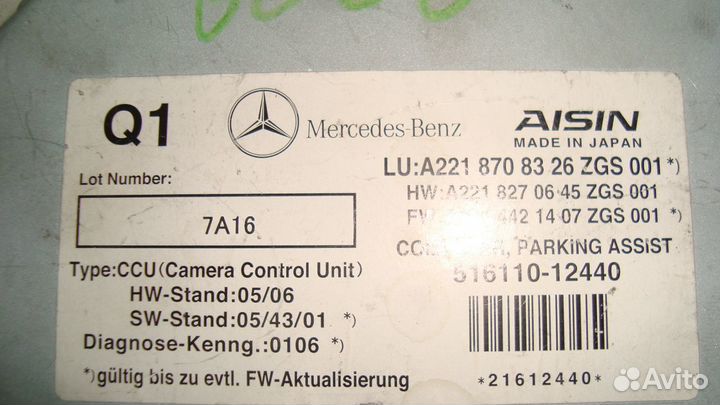 Q1
Mercedes-Benz
AISIN
MADE IN JAPAN
LU:A221 870 83 26 ZGS 001*)
HW:A221 827 06 45 ZGS 001
442 14 07 ZGS 001 *)
PARKING ASSIST
516110-12440
Lot Number:
7A16
Type:CCU(Camera Control Unit)
HW-Stand:05/06
SW-Stand:05/43/01 *)
Diagnose-Kenng.:0106 *)
*)gültig bis zu evtl. FW-Aktualisierung
*21612440*
Avito